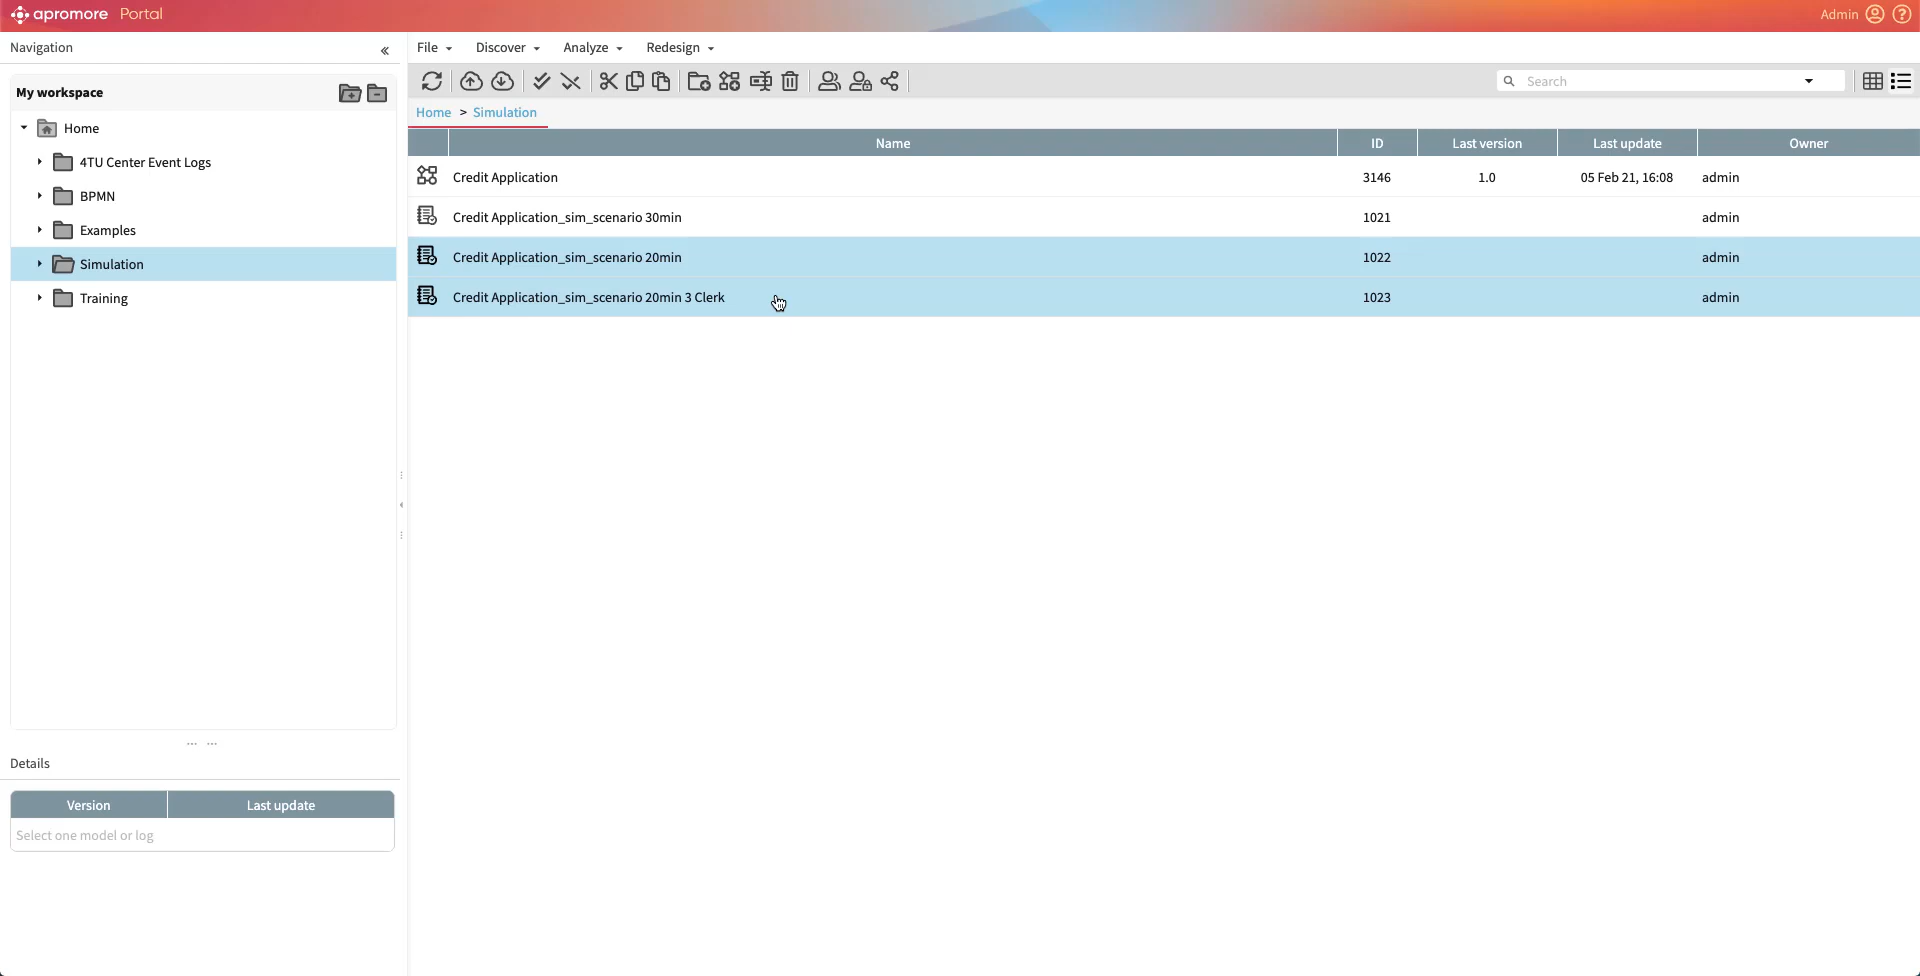 apromore Portal
Admin
Navigation
File
Discover
Analyze
Redesign
My workspace
Search
Home > Simulation
Home
4TU Center Event Logs
BPMN
Examples
Simulation
Training
Name ID Last version Last update Owner
Credit Application 3146 1.0 05 Feb 21, 16:08 admin
Credit Application_sim_scenario 30min 1021 admin
Credit Application_sim_scenario 20min 1022 admin
Credit Application_sim_scenario 20min 3 Clerk 1023 admin
Details
Version Last update
Select one model or log